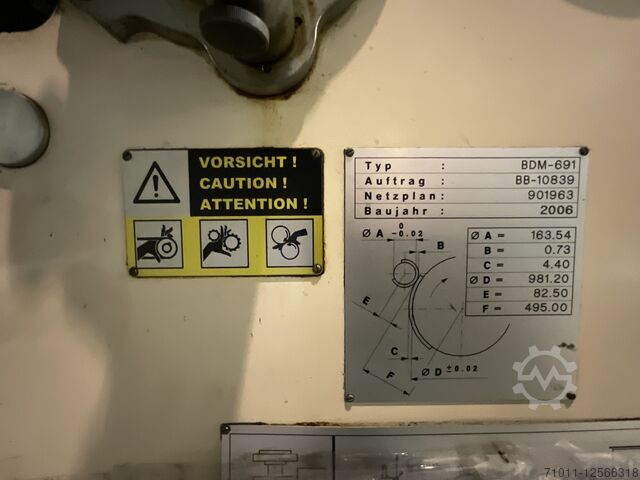 VORSICHT !
CAUTION !
ATTENTION !
Typ : BDM-691
Auftrag : BB-10839
Netzplan : 901963
Baujahr : 2006
Ø A 0 -0.02
Ø A = 163.54
B = 0.73
C = 4.40
Ø D = 981.20
E = 82.50
F = 495.00
B
E
C
F
Ø D ±0.02
71011-12566318